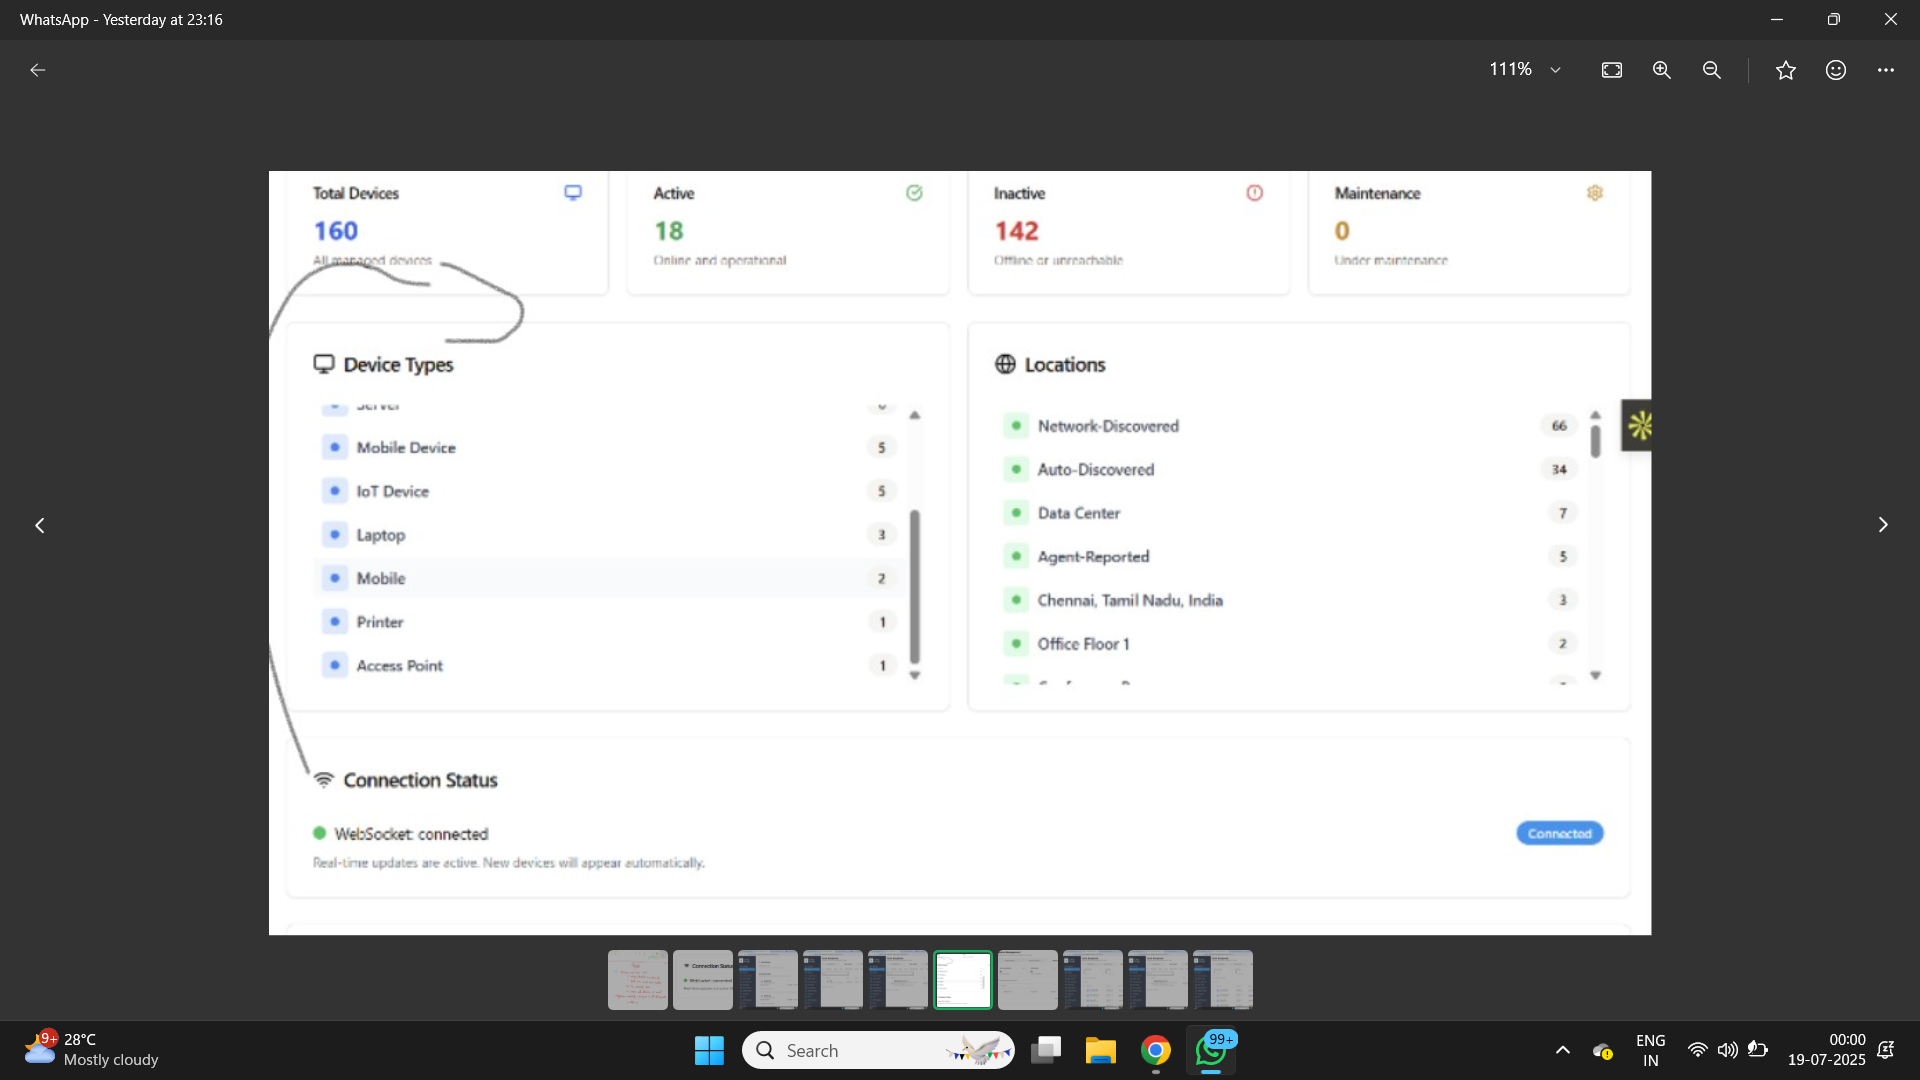 WhatsApp - Yesterday at 23:16
111%
Total Devices
160
All managed devices
Active
18
Online and operational
Inactive
142
Offline or unreachable
Maintenance
0
Under maintenance
Device Types
Server
Mobile Device 5
IoT Device 5
Laptop 3
Mobile 2
Printer 1
Access Point 1
Locations
Network-Discovered 66
Auto-Discovered 34
Data Center 7
Agent-Reported 5
Chennai, Tamil Nadu, India 3
Office Floor 1 2
Connection Status
WebSocket: connected
Connected
Real-time updates are active. New devices will appear automatically.
Connection Status
9+
28°C
Mostly cloudy
Search
99+
ENG
IN
00:00
19-07-2025